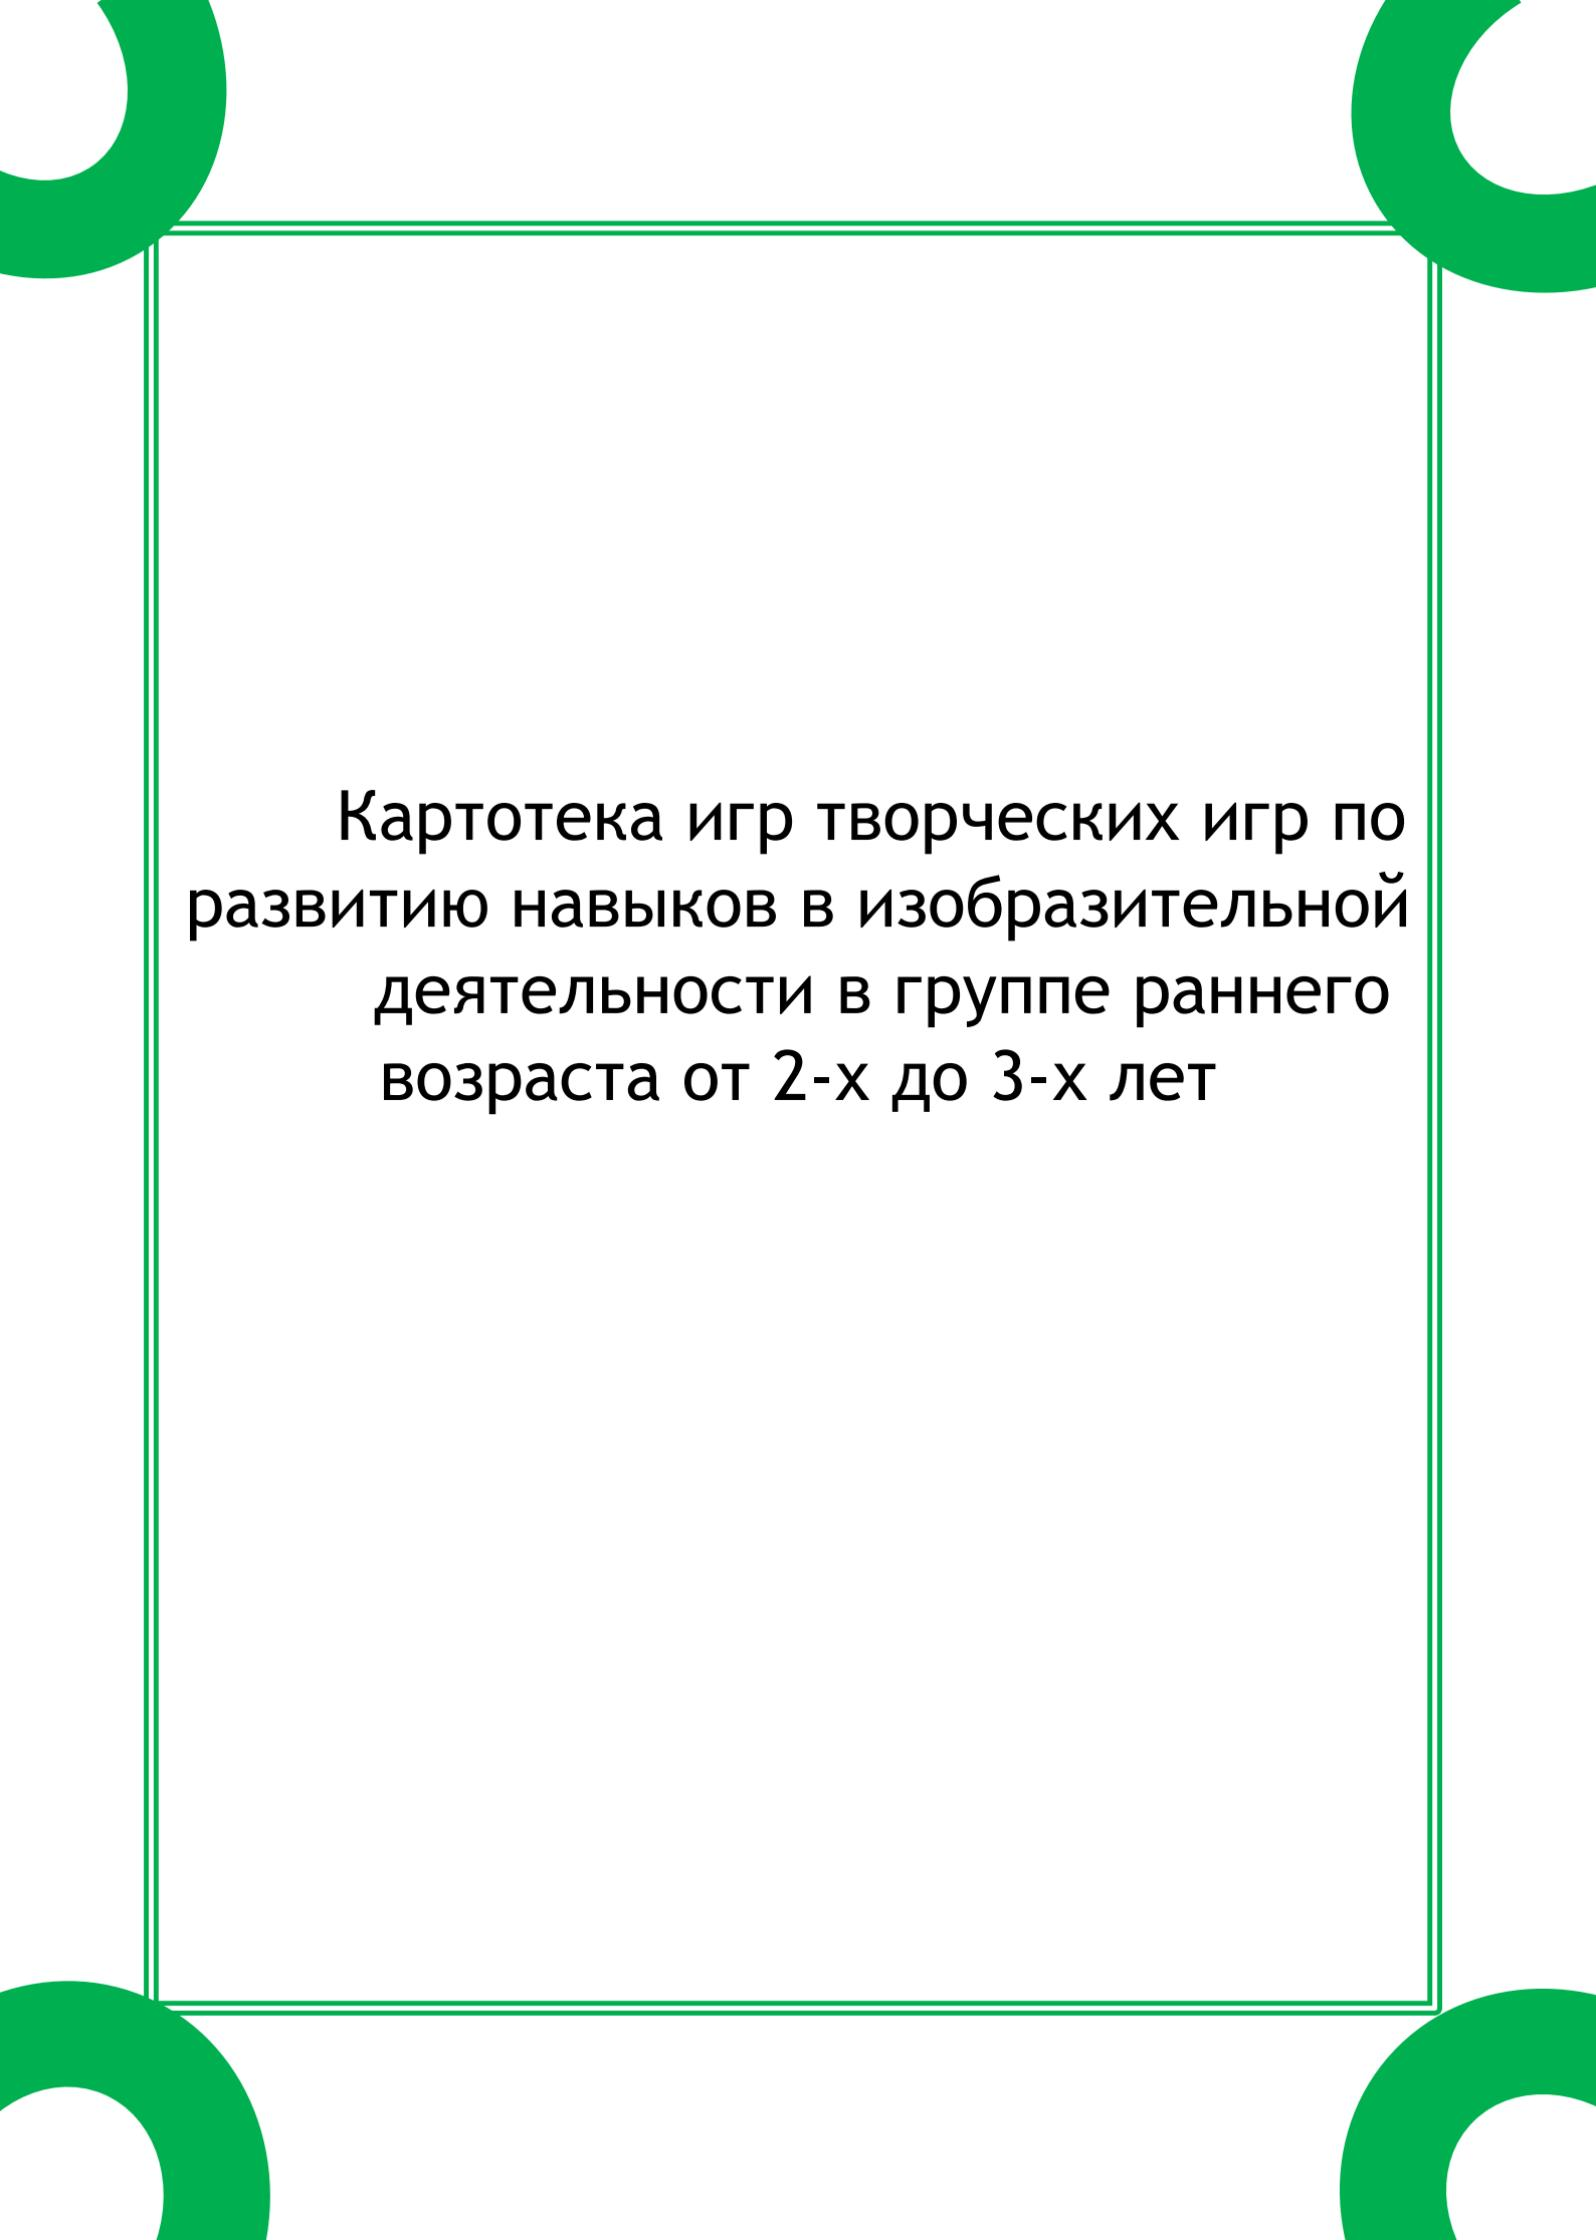 Картотека игр творческих игр по
развитию навыков в изобразительной
деятельности в группе раннего
возраста от 2-х до 3-х лет